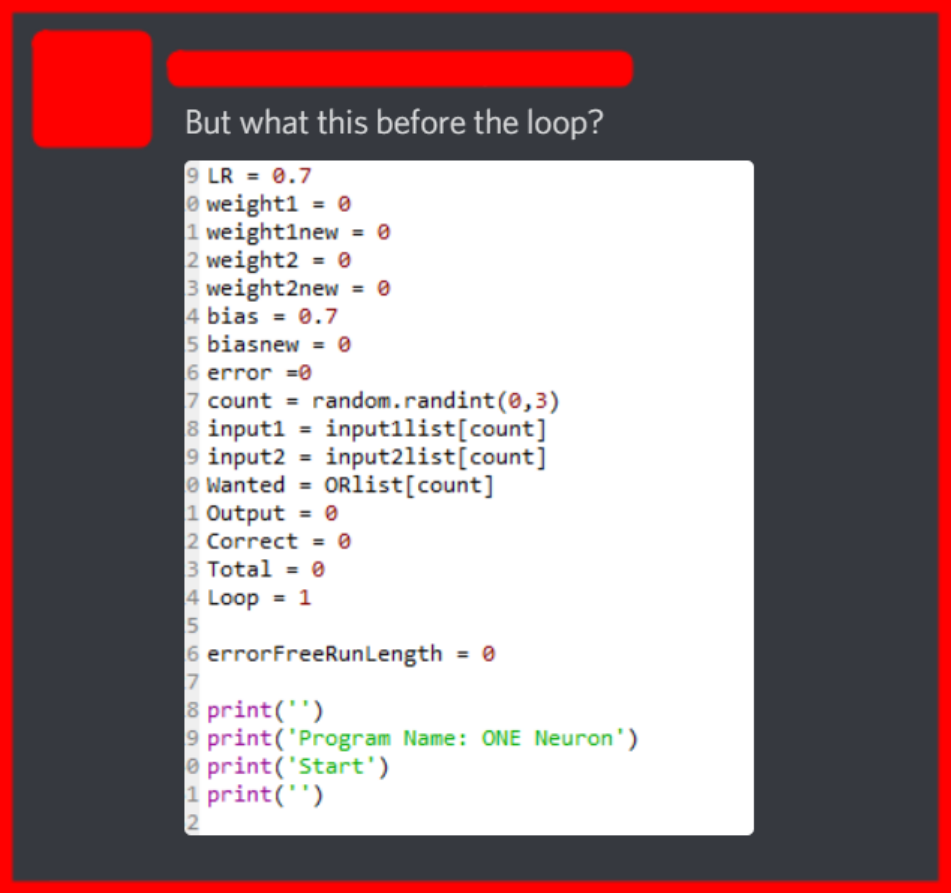 But what this before the loop?
9 LR = 0.7
0 weight1 = 0
1 weight1new = 0
2 weight2 = 0
3 weight2new = 0
4 bias = 0.7
5 biasnew = 0
6 error =0
7 count = random.randint(0,3)
8 input1 = input1list[count]
9 input2 = input2list[count]
0 Wanted = ORlist[count]
1 Output = 0
2 Correct = 0
3 Total = 0
4 Loop = 1
5
6 errorFreeRunLength = 0
7
8 print('')
9 print('Program Name: ONE Neuron')
0 print('Start')
1 print('')
2